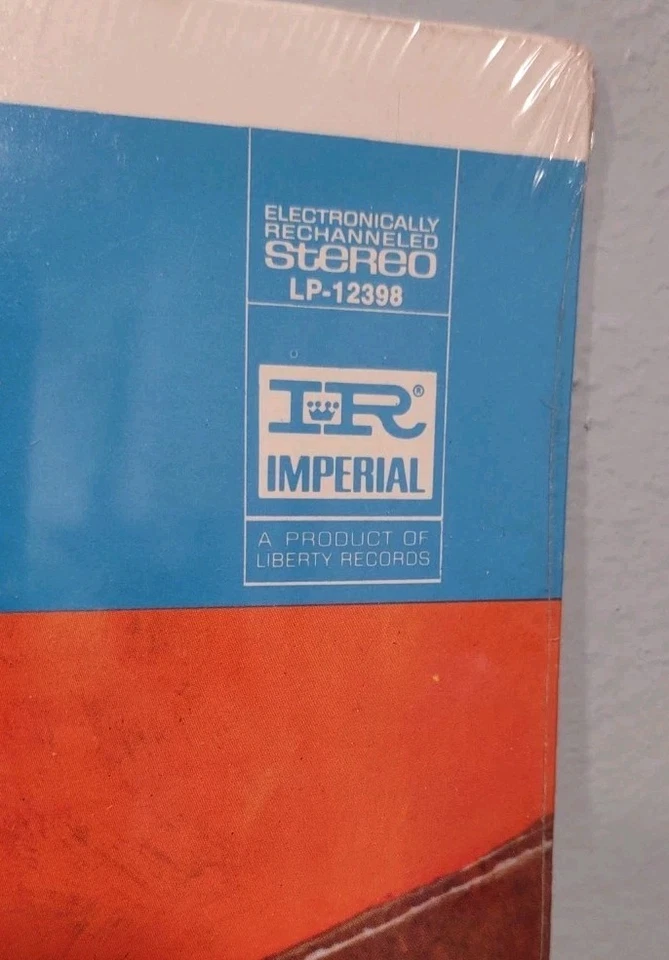 ELECTRONICALLY
RECHANNELED
STEREO
LP-12398
IR®
IMPERIAL
A PRODUCT OF
LIBERTY RECORDS